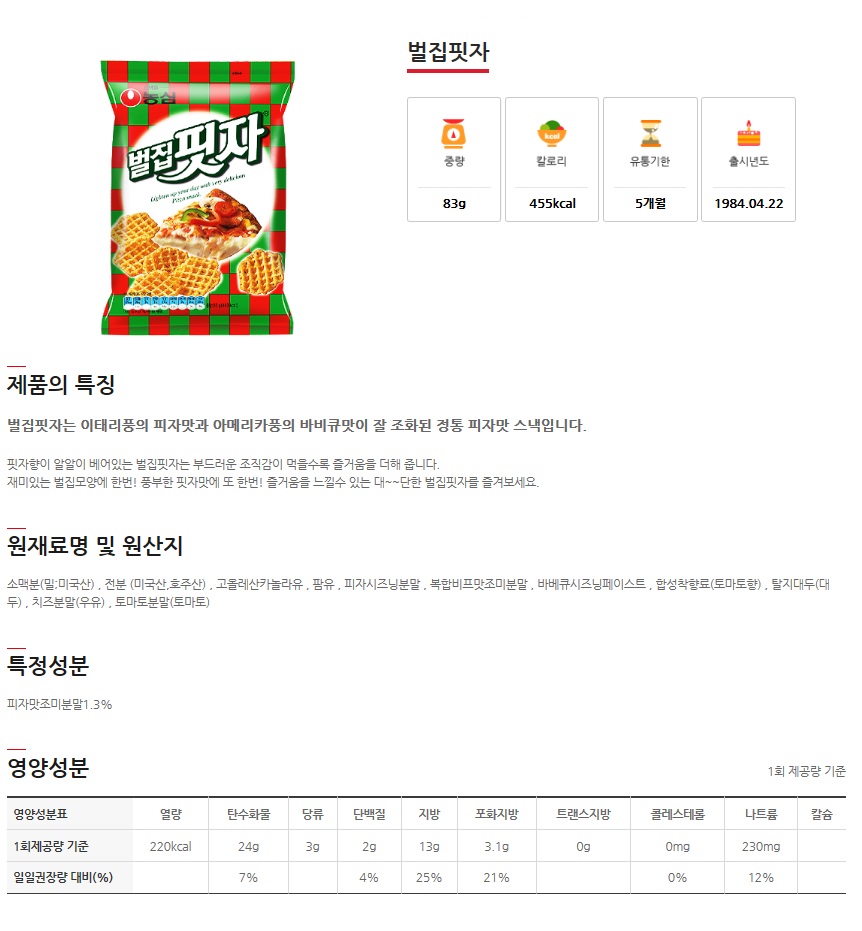 벌집핏자
농심
벌집핏자
Lighten up your day with very delicious
Pizza snack.
중량
칼로리
유통기한
출시년도
kcal
83g
455kcal
5개월
1984.04.22
제품의 특징
벌집핏자는 이태리풍의 피자맛과 아메리카풍의 바비큐맛이 잘 조화된 경통 피자맛 스낵입니다.
핏자향이 알알이 베어있는 벌집핏자는 부드러운 조직감이 먹을수록 즐거움을 더해 줍니다.
재미있는 벌집모양에 한번! 풍부한 핏자맛에 또 한번! 즐거움을 느낄수 있는 대~~단한 벌집핏자를 즐겨보세요.
원재료명 및 원산지
소맥분(밀;미국산) , 전분 (미국산,호주산) , 고올레산카놀라유 , 팜유 , 피자시즈닝분말 , 복합비프맛조미분말 , 바베큐시즈닝페이스트 , 합성착향료(토마토향) , 탈지대두(대
두) , 치즈분말(우유) , 토마토분말(토마토)
특정성분
피자맛조미분말1.3%
영양성분
1회 제공량 기준
영양성분표 열량 탄수화물 당류 단백질 지방 포화지방 트랜스지방 콜레스테롤 나트륨 칼슘
1회제공량 기준 220kcal 24g 3g 2g 13g 3.1g 0g 0mg 230mg
일일권장량 대비(%) 7% 4% 25% 21% 0% 12%